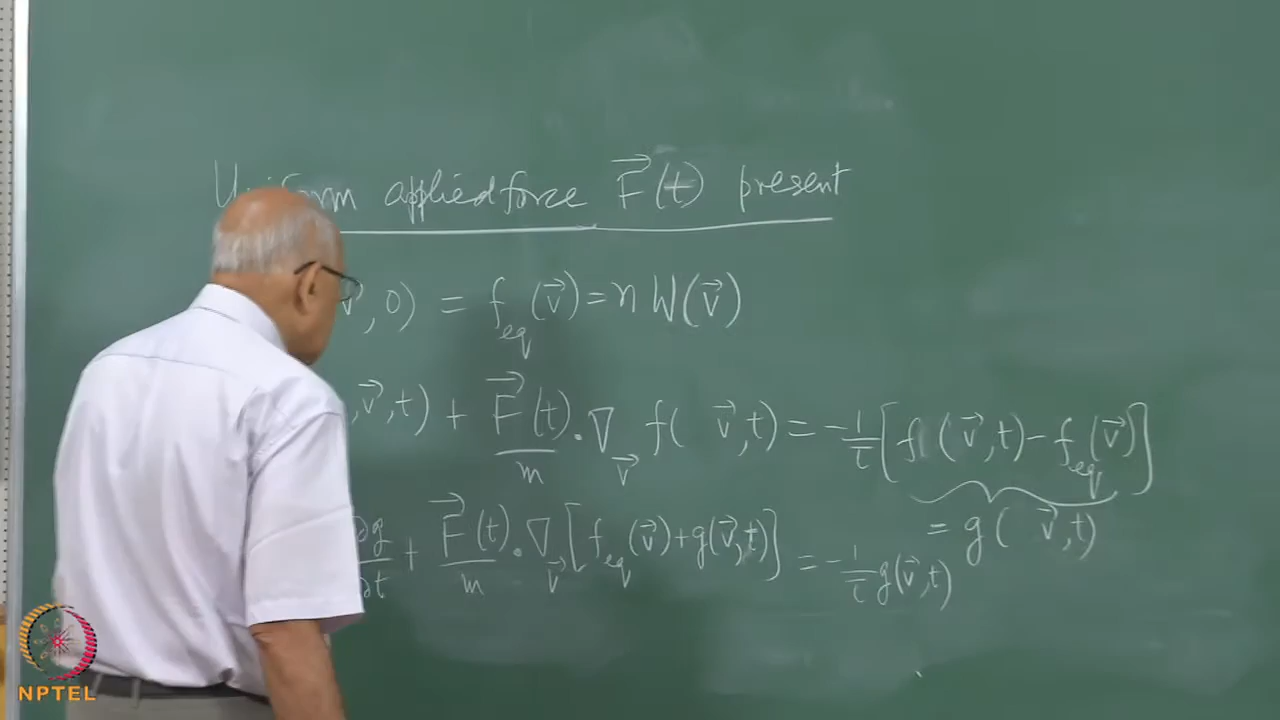 Uniform applied force F⃗(t) present
v⃗, 0) = f_eq(v⃗) = n W(v⃗)
, v⃗, t) + F⃗(t)/m · ∇_v⃗ f( v⃗, t) = -1/τ [f( v⃗, t) - f_eq(v⃗)]
= g( v⃗, t)
∂g/∂t + F⃗(t)/m · ∇_v⃗ [f_eq(v⃗) + g(v⃗, t)] = -1/τ g(v⃗, t)
NPTEL